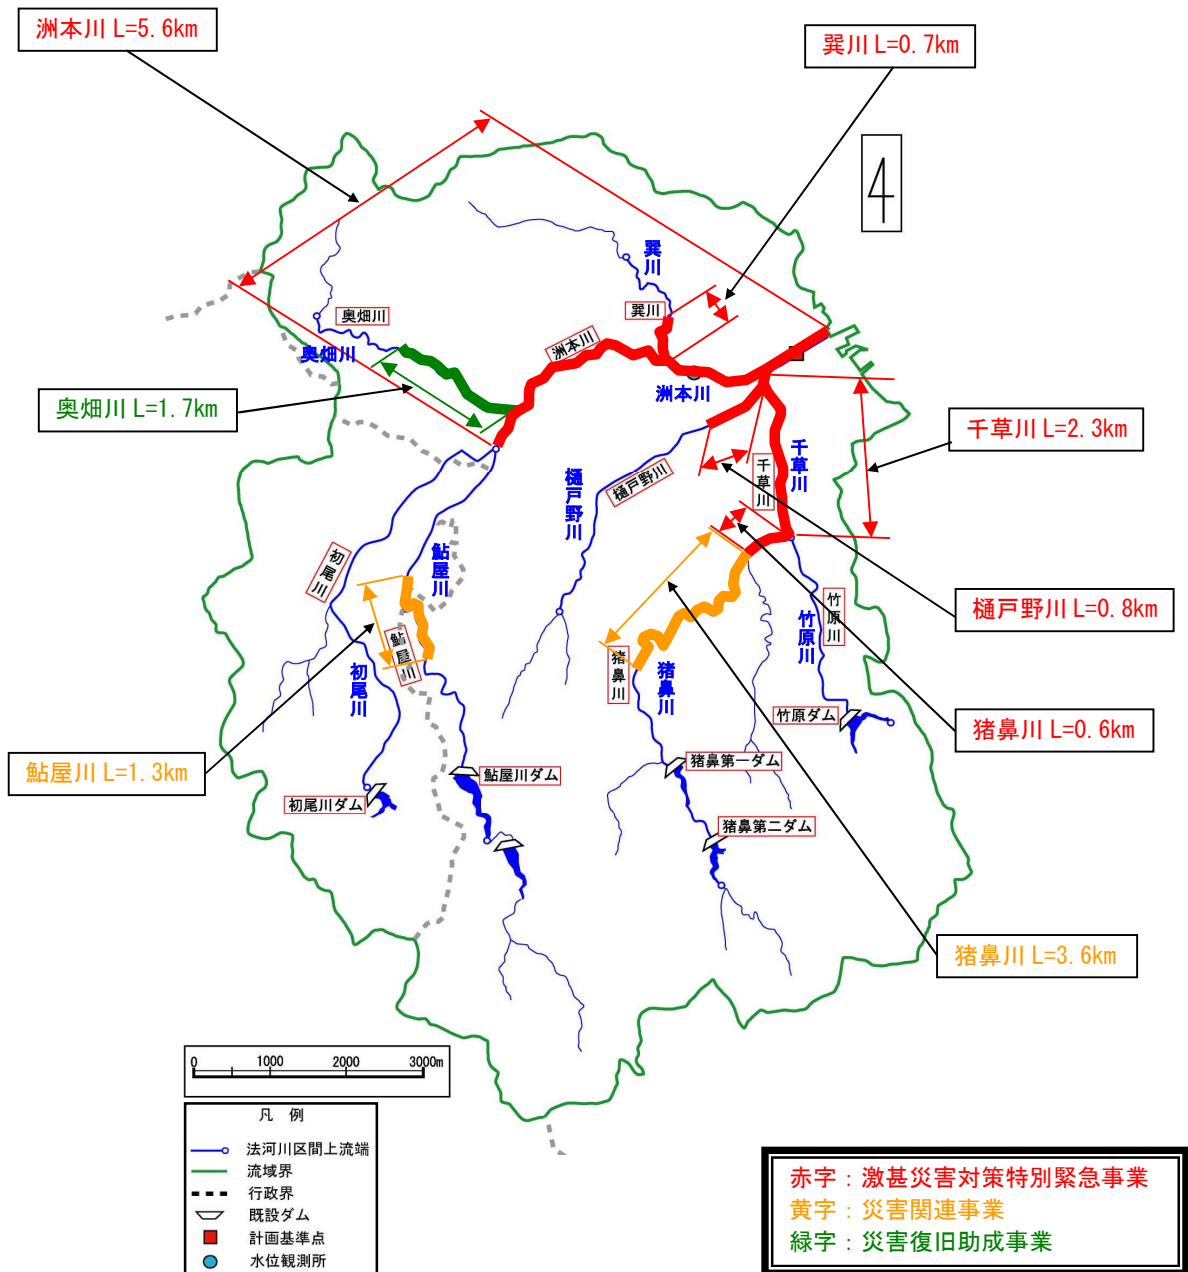 洲本川 L=5.6km
巽川 L=0.7km
巽川
巽川
奥畑川
奥畑川
洲本川
洲本川
奥畑川 L=1.7km
千草川 L=2.3km
千草川
千草川
樋戸野川
樋戸野川
鮎屋川
初尾川
竹原川
竹原川
樋戸野川 L=0.8km
鮎屋川
初尾川
猪鼻川
猪鼻川
竹原ダム
猪鼻川 L=0.6km
鮎屋川 L=1.3km
鮎屋川ダム
猪鼻第一ダム
初尾川ダム
猪鼻第二ダム
猪鼻川 L=3.6km
0 1000 2000 3000m
凡 例
法河川区間上流端
流域界
行政界
既設ダム
計画基準点
水位観測所
赤字：激甚災害対策特別緊急事業
黄字：災害関連事業
緑字：災害復旧助成事業